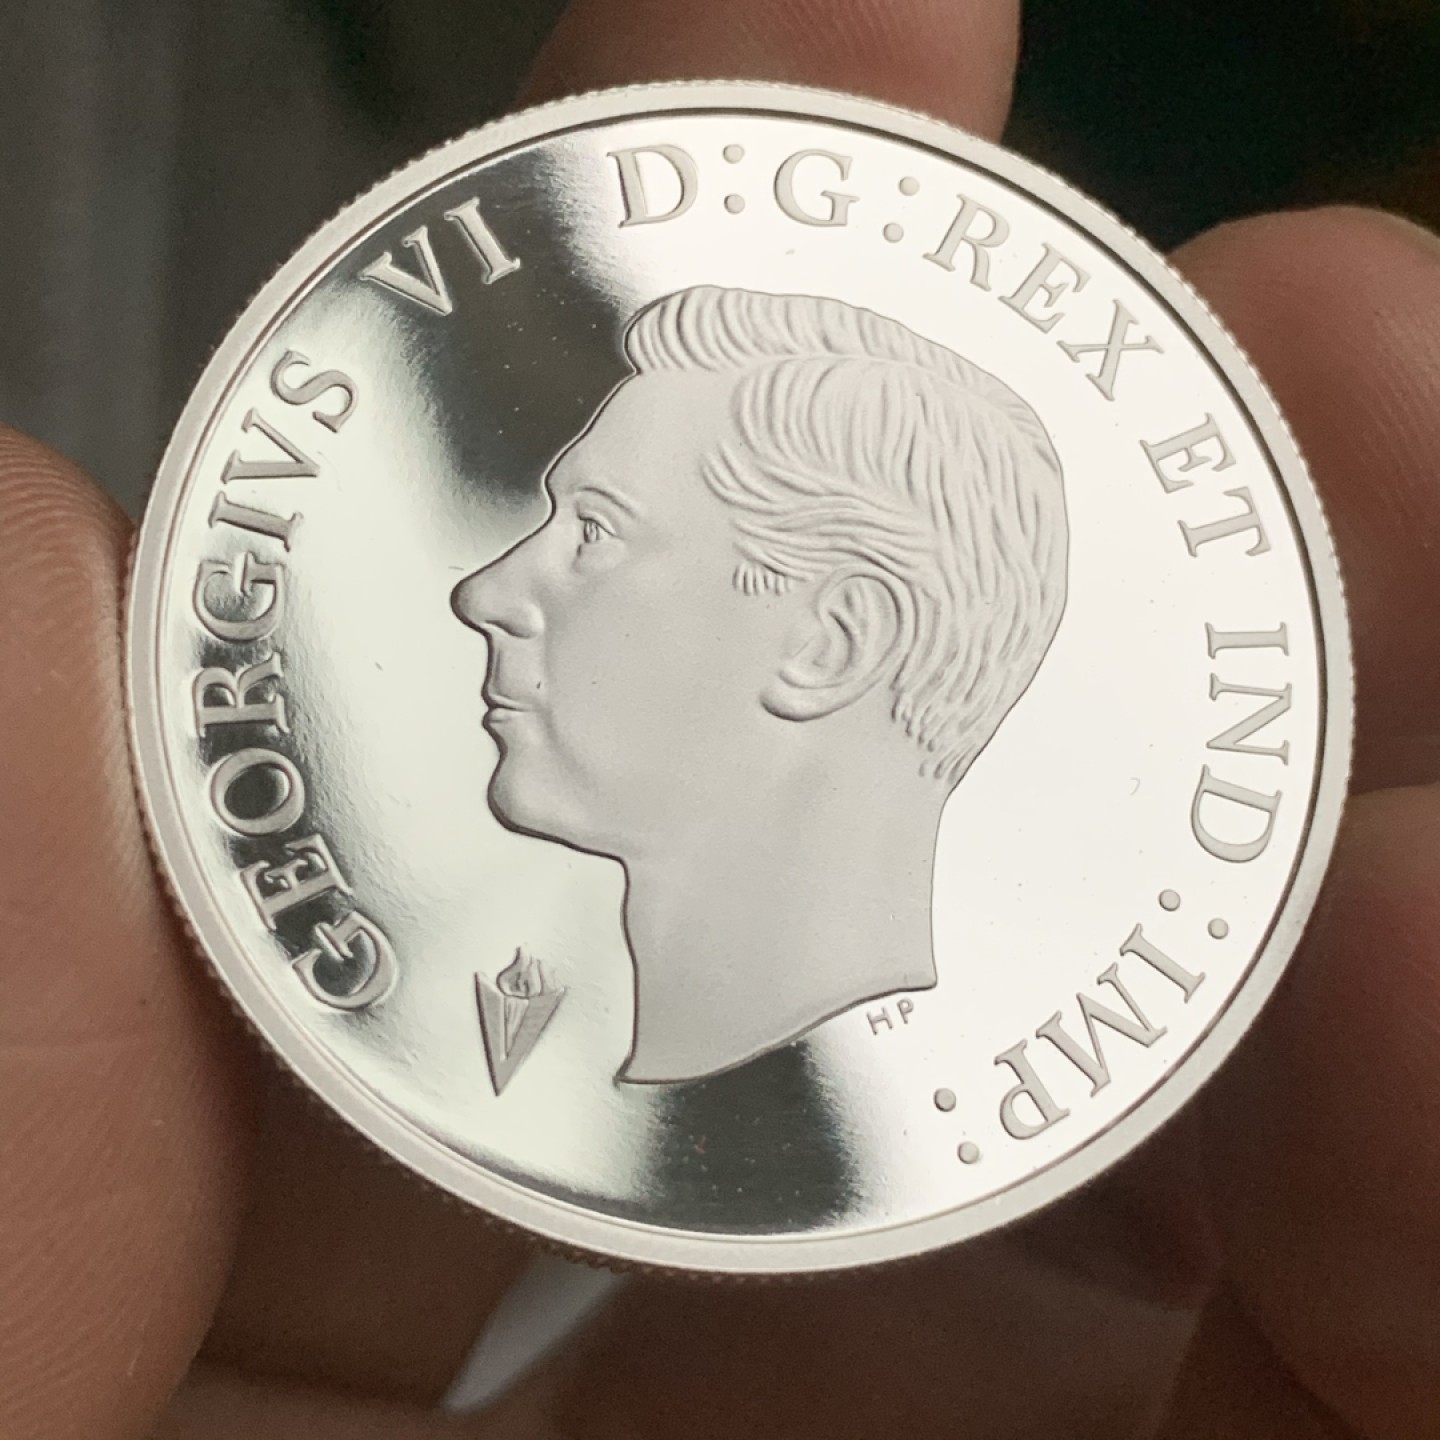 GEORGIVS VI D:G:REX ET IND:IMP:
HP